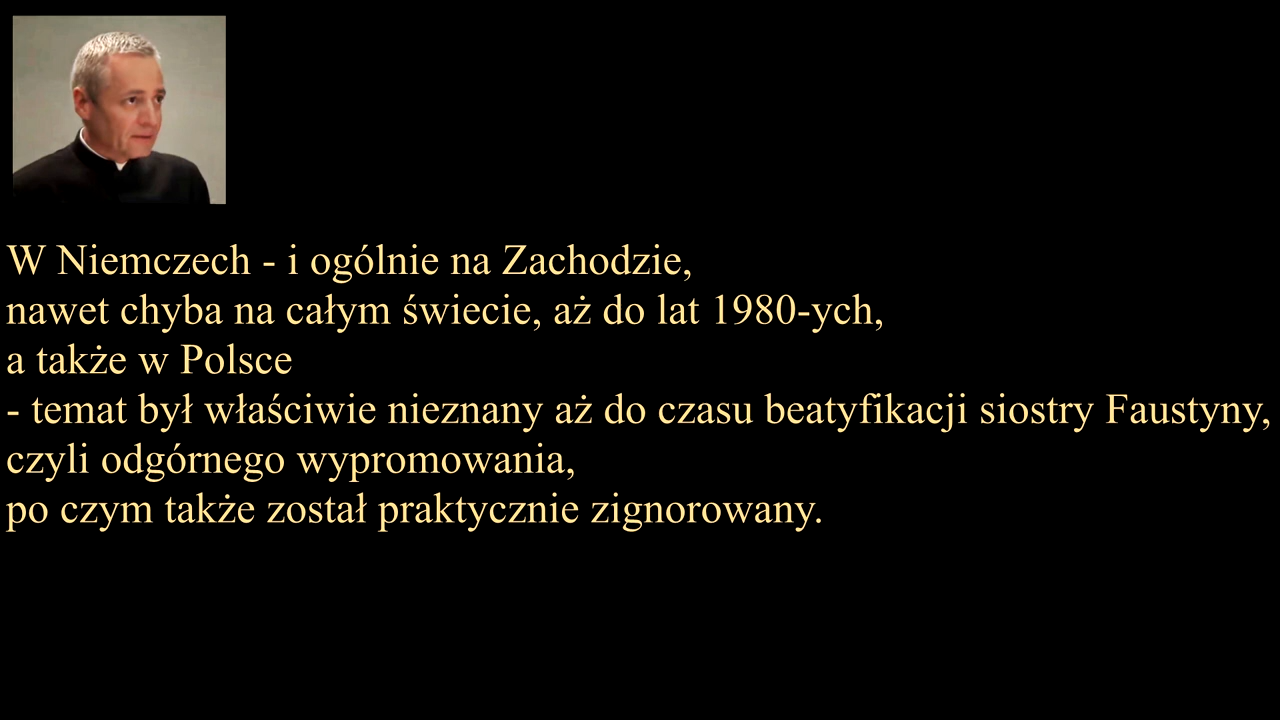 W Niemczech - i ogólnie na Zachodzie,
nawet chyba na całym świecie, aż do lat 1980-ych,
a także w Polsce
- temat był właściwie nieznany aż do czasu beatyfikacji siostry Faustyny,
czyli odgórnego wypromowania,
po czym także został praktycznie zignorowany.